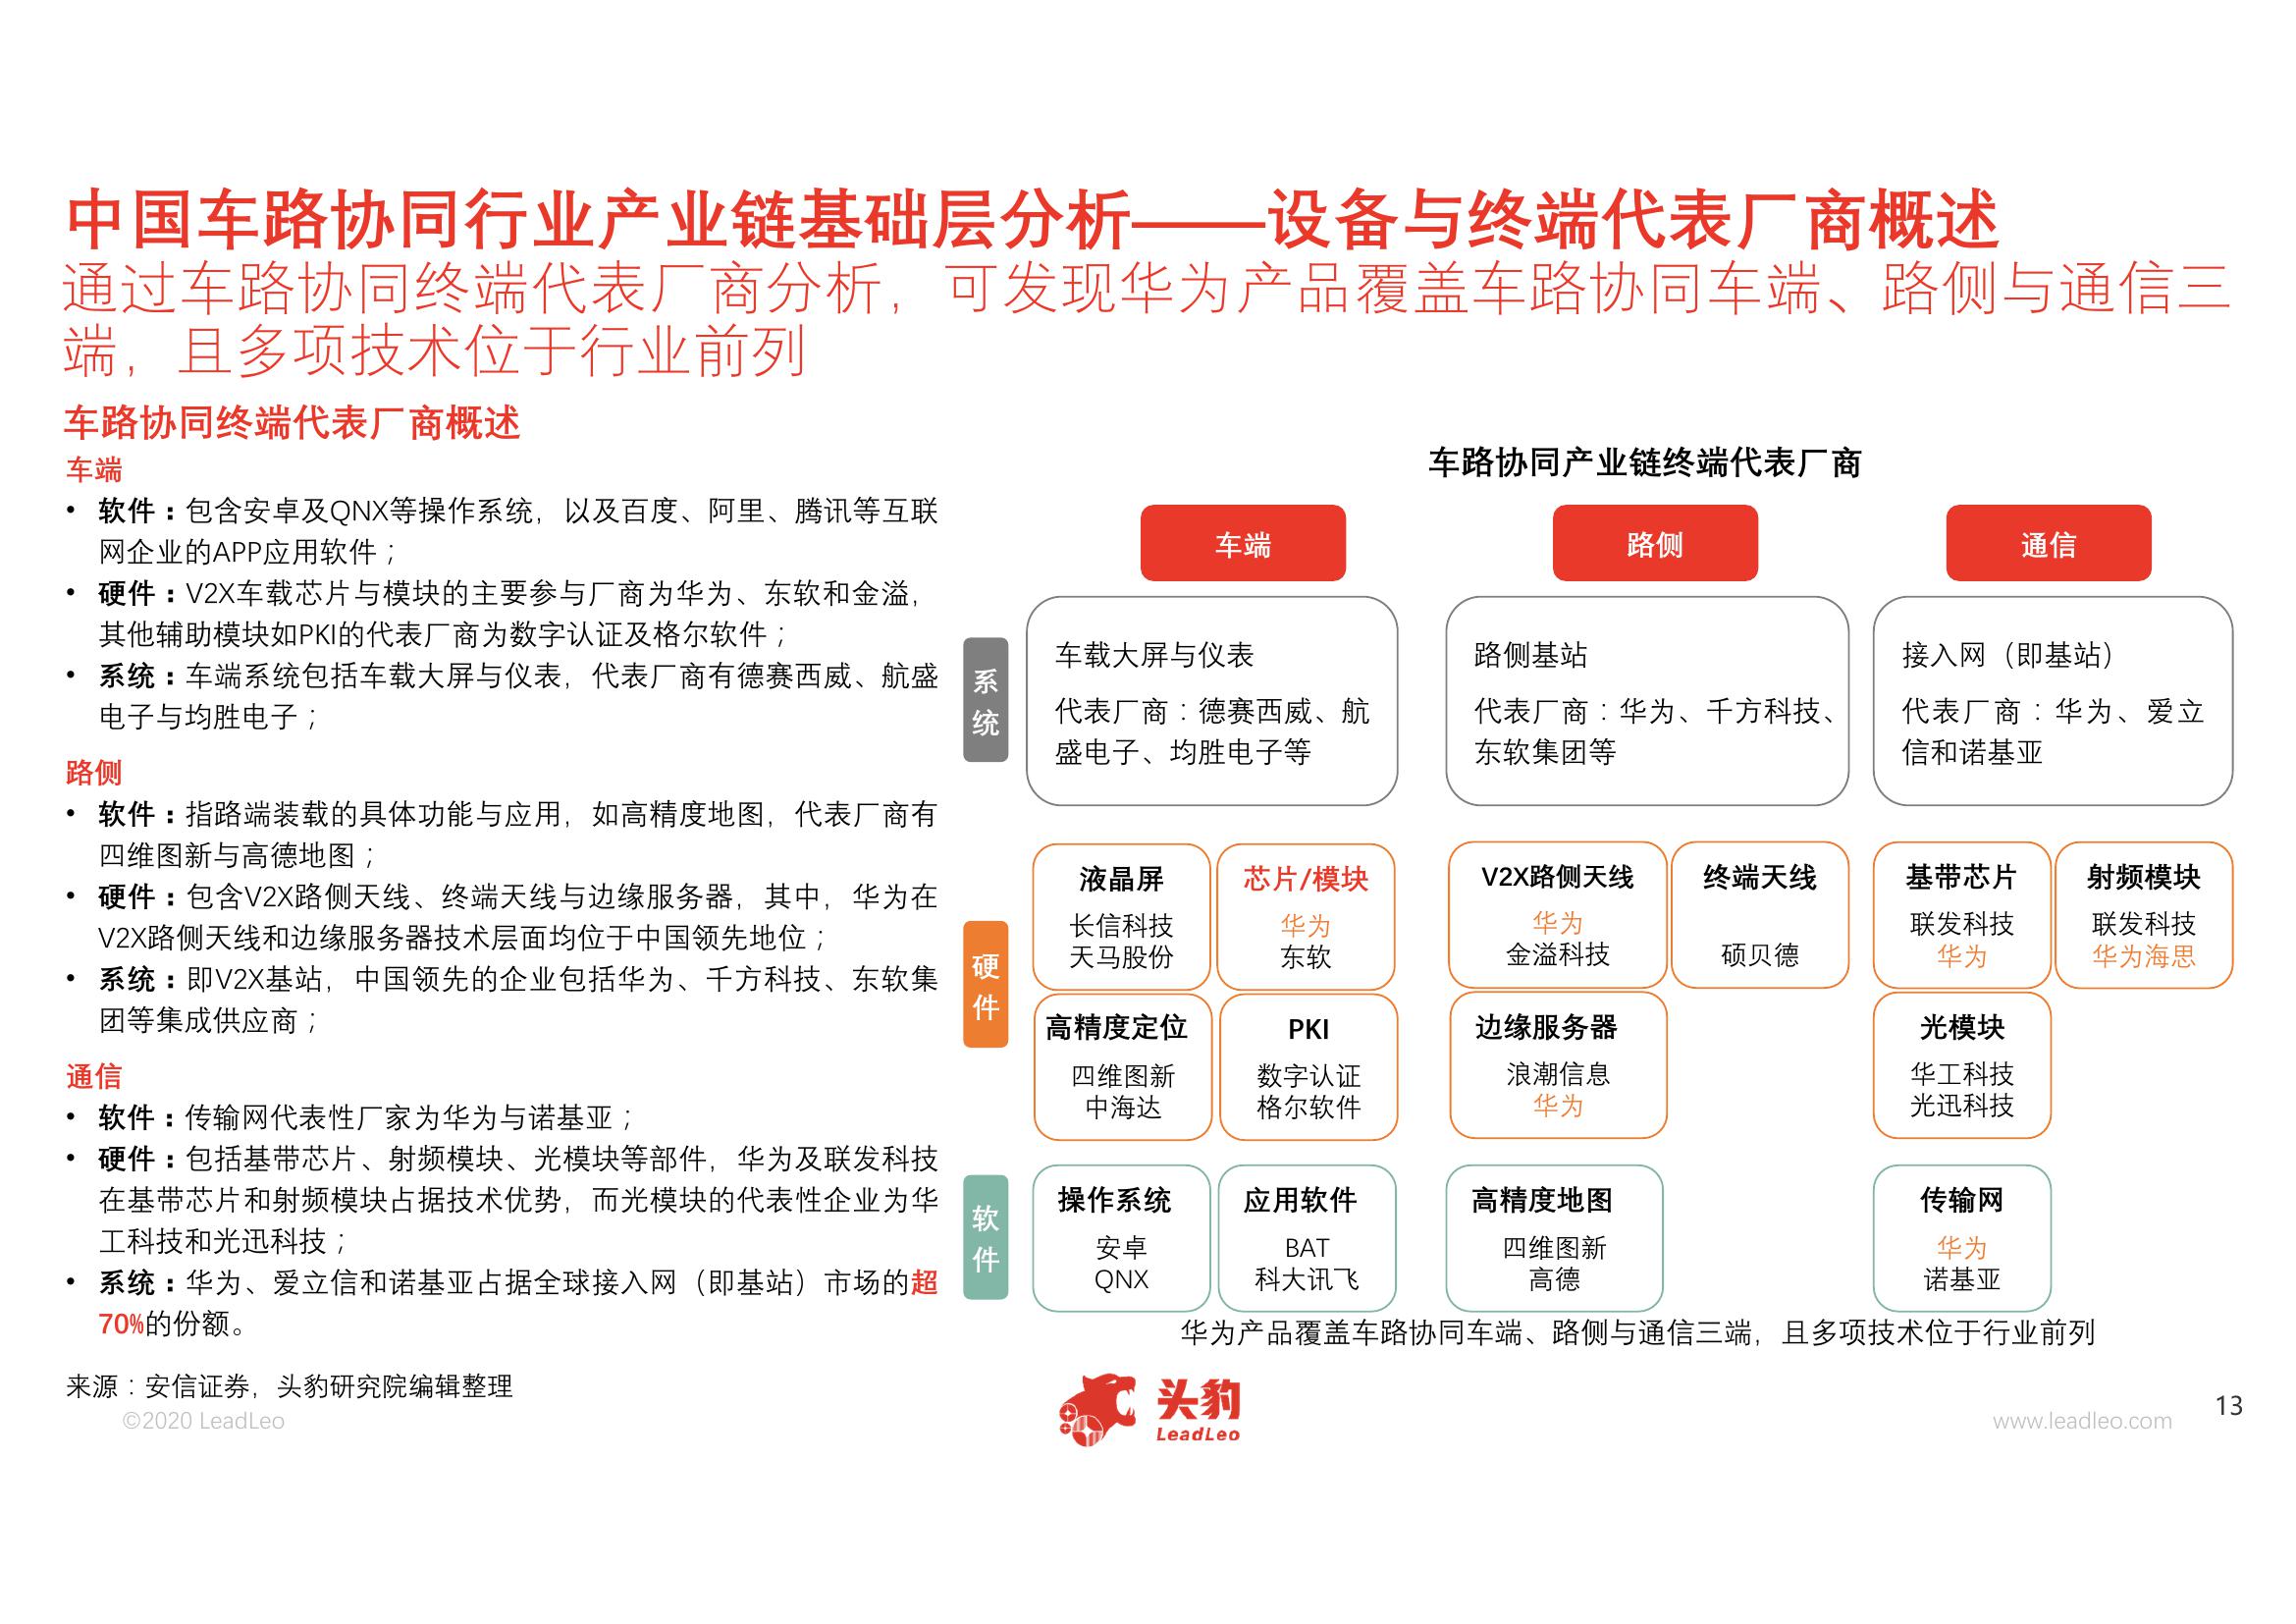 中国车路协同行业产业链基础层分析——设备与终端代表厂商概述
通过车路协同终端代表厂商分析，可发现华为产品覆盖车路协同车端、路侧与通信三
端，且多项技术位于行业前列
车路协同终端代表厂商概述
车端
• 软件：包含安卓及QNX等操作系统，以及百度、阿里、腾讯等互联
网企业的APP应用软件；
• 硬件：V2X车载芯片与模块的主要参与厂商为华为、东软和金溢，
其他辅助模块如PKI的代表厂商为数字认证及格尔软件；
• 系统：车端系统包括车载大屏与仪表，代表厂商有德赛西威、航盛
电子与均胜电子；
路侧
• 软件：指路端装载的具体功能与应用，如高精度地图，代表厂商有
四维图新与高德地图；
• 硬件：包含V2X路侧天线、终端天线与边缘服务器，其中，华为在
V2X路侧天线和边缘服务器技术层面均位于中国领先地位；
• 系统：即V2X基站，中国领先的企业包括华为、千方科技、东软集
团等集成供应商；
通信
• 软件：传输网代表性厂家为华为与诺基亚；
• 硬件：包括基带芯片、射频模块、光模块等部件，华为及联发科技
在基带芯片和射频模块占据技术优势，而光模块的代表性企业为华
工科技和光迅科技；
• 系统：华为、爱立信和诺基亚占据全球接入网（即基站）市场的超
70%的份额。
车路协同产业链终端代表厂商
车端
路侧
通信
系统
车载大屏与仪表
代表厂商：德赛西威、航
盛电子、均胜电子等
路侧基站
代表厂商：华为、千方科技、
东软集团等
接入网（即基站）
代表厂商：华为、爱立
信和诺基亚
硬件
液晶屏
长信科技
天马股份
芯片/模块
华为
东软
V2X路侧天线
华为
金溢科技
终端天线
硕贝德
基带芯片
联发科技
华为
射频模块
联发科技
华为海思
高精度定位
四维图新
中海达
PKI
数字认证
格尔软件
边缘服务器
浪潮信息
华为
光模块
华工科技
光迅科技
软件
操作系统
安卓
QNX
应用软件
BAT
科大讯飞
高精度地图
四维图新
高德
传输网
华为
诺基亚
华为产品覆盖车路协同车端、路侧与通信三端，且多项技术位于行业前列
来源：安信证券，头豹研究院编辑整理
©2020 LeadLeo
头豹
LeadLeo
www.leadleo.com
13